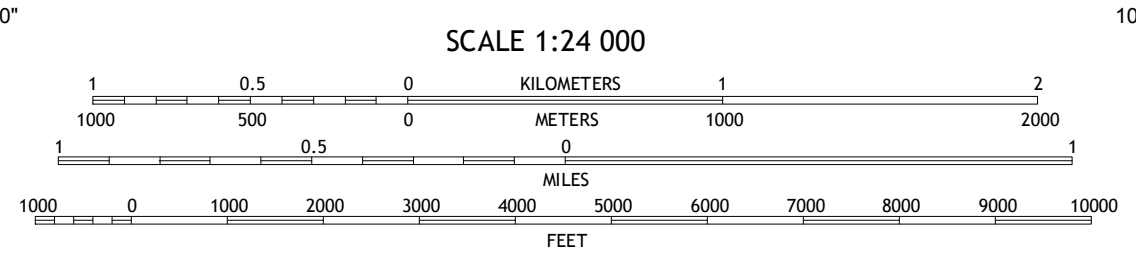 0" 10
SCALE 1:24 000
1 0.5 0 KILOMETERS 1 2
1000 500 0 METERS 1000 2000
1 0.5 0 1
MILES
1000 0 1000 2000 3000 4000 5000 6000 7000 8000 9000 10000
FEET